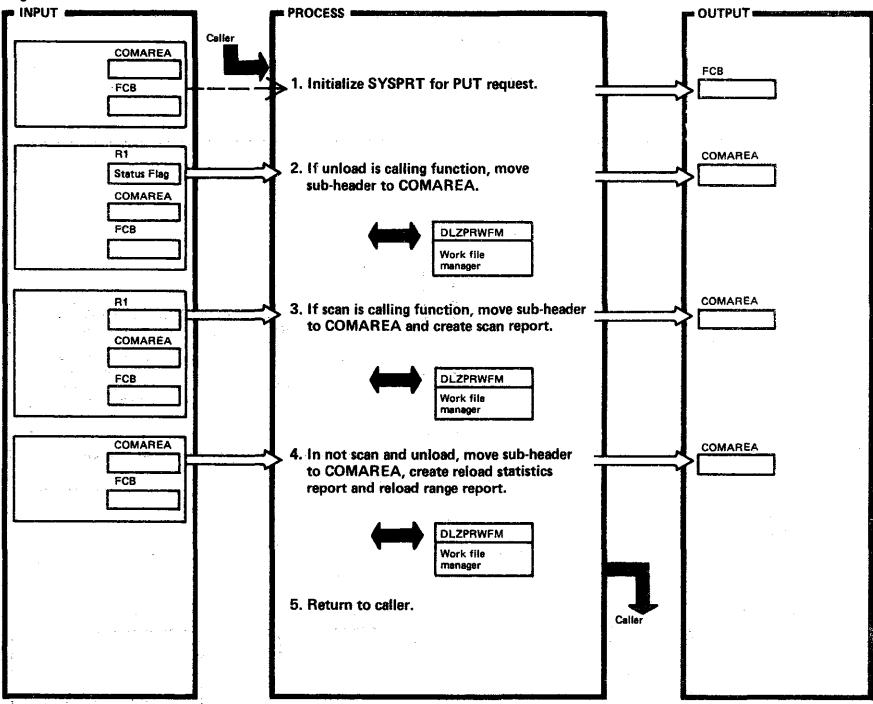 INPUT
PROCESS
OUTPUT
Caller
COMAREA
FCB
1. Initialize SYSPRT for PUT request.
FCB
R1
Status Flag
COMAREA
FCB
2. If unload is calling function, move
sub-header to COMAREA.
DLZPRWFM
Work file
manager
COMAREA
R1
COMAREA
FCB
3. If scan is calling function, move sub-header
to COMAREA and create scan report.
DLZPRWFM
Work file
manager
COMAREA
COMAREA
FCB
4. In not scan and unload, move sub-header
to COMAREA, create reload statistics
report and reload range report.
DLZPRWFM
Work file
manager
COMAREA
5. Return to caller.
Caller